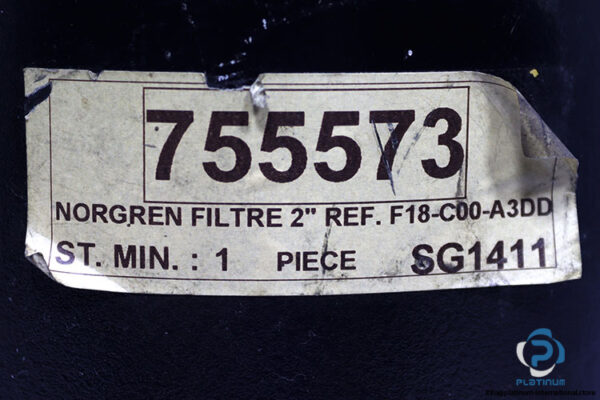 755573
NORGREN FILTRE 2" REF. F18-C00-A3DD
ST. MIN. : 1 PIECE SG1411
PLATINUM